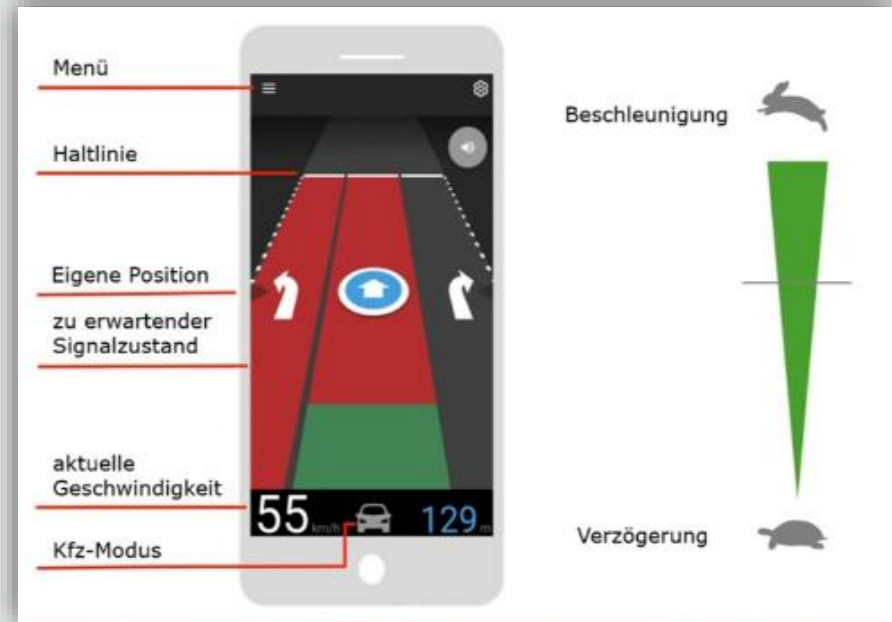 Menü
Haltlinie
Eigene Position
zu erwartender
Signalzustand
aktuelle
Geschwindigkeit
Kfz-Modus
55 km/h
129 m
Beschleunigung
Verzögerung